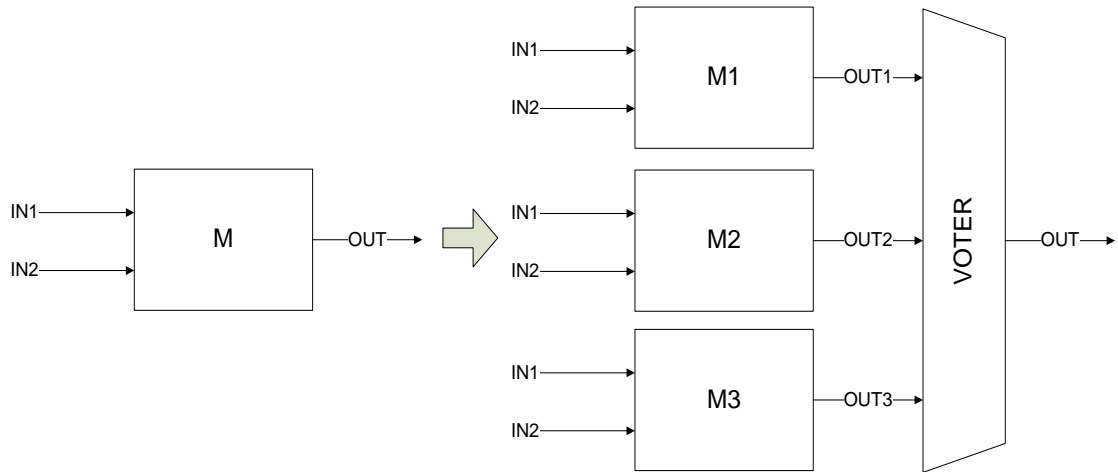 IN1
IN2
M
OUT
IN1
IN2
M1
OUT1
IN1
IN2
M2
OUT2
IN1
IN2
M3
OUT3
VOTER
OUT